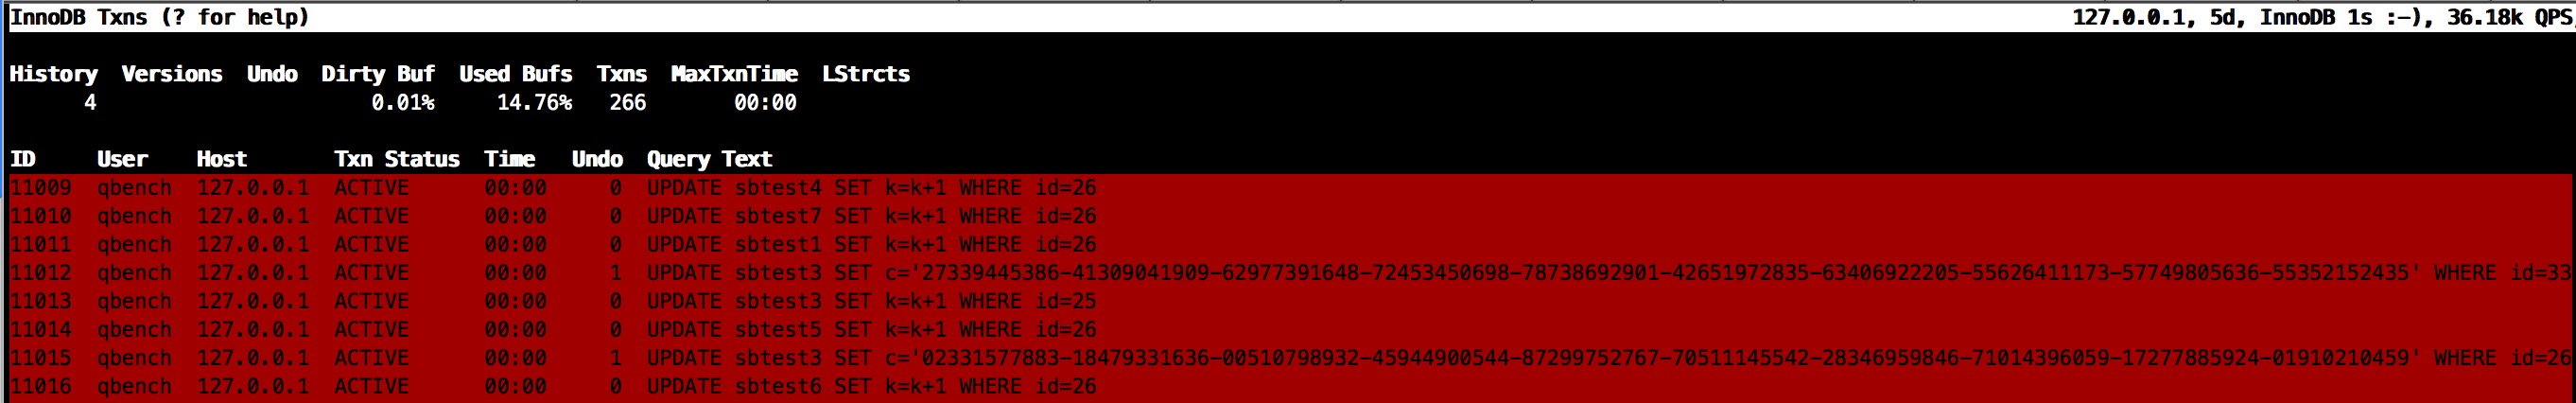 InnoDB Txns (? for help) 127.0.0.1, 5d, InnoDB 1s :-), 36.18k QPS,
History Versions Undo Dirty Buf Used Bufs Txns MaxTxnTime LStrcts
4 0.01% 14.76% 266 00:00
ID User Host Txn Status Time Undo Query Text
11009 qbench 127.0.0.1 ACTIVE 00:00 0 UPDATE sbtest4 SET k=k+1 WHERE id=26
11010 qbench 127.0.0.1 ACTIVE 00:00 0 UPDATE sbtest7 SET k=k+1 WHERE id=26
11011 qbench 127.0.0.1 ACTIVE 00:00 0 UPDATE sbtest1 SET k=k+1 WHERE id=26
11012 qbench 127.0.0.1 ACTIVE 00:00 1 UPDATE sbtest3 SET c='27339445386-41309041909-62977391648-72453450698-78738692901-42651972835-63406922205-55626411173-57749805636-55352152435' WHERE id=33
11013 qbench 127.0.0.1 ACTIVE 00:00 0 UPDATE sbtest3 SET k=k+1 WHERE id=25
11014 qbench 127.0.0.1 ACTIVE 00:00 0 UPDATE sbtest5 SET k=k+1 WHERE id=26
11015 qbench 127.0.0.1 ACTIVE 00:00 1 UPDATE sbtest3 SET c='02331577883-18479331636-00510798932-45944900544-87299752767-70511145542-28346959846-71014396059-17277885924-01910210459' WHERE id=26
11016 qbench 127.0.0.1 ACTIVE 00:00 0 UPDATE sbtest6 SET k=k+1 WHERE id=26